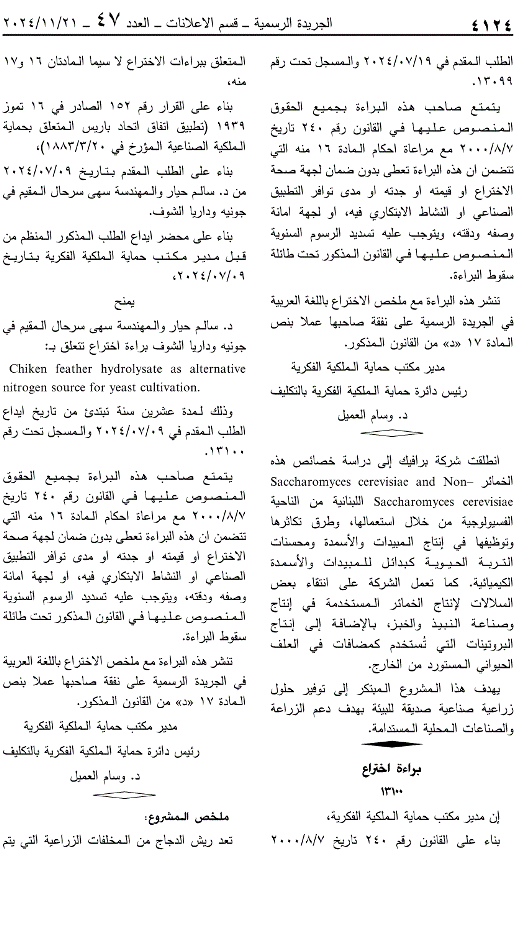 ٤١٢٤ الجريدة الرسمية ــ قسم الاعلانات ــ العدد ٤٧ ــ ٢٠٢٤/١١/٢١
الطلب المقدم في ٢٠٢٤/٠٧/١٩ والمسجل تحت رقم
١٣٠٩٩.
يتمتع صاحب هذه البراءة بجميع الحقوق
المنصوص عليها في القانون رقم ٢٤٠ تاريخ
٢٠٠٠/٨/٧ مع مراعاة احكام المادة ١٦ منه التي
تتضمن ان هذه البراءة تعطى بدون ضمان لجهة صحة
الاختراع او قيمته او جدته او مدى توافر التطبيق
الصناعي او النشاط الابتكاري فيه، او لجهة امانة
وصفه ودقته، ويتوجب عليه تسديد الرسوم السنوية
المنصوص عليها في القانون المذكور تحت طائلة
سقوط البراءة.
تنشر هذه البراءة مع ملخص الاختراع باللغة العربية
في الجريدة الرسمية على نفقة صاحبها عملا بنص
المادة ١٧ «د» من القانون المذكور.
مدير مكتب حماية الملكية الفكرية
رئيس دائرة حماية الملكية الفكرية بالتكليف
د. وسام العميل
انطلقت شركة برافيك إلى دراسة خصائص هذه
الخمائر Saccharomyces cerevisiae and Non–
Saccharomyces cerevisiae اللبنانية من الناحية
الفسيولوجية من خلال استعمالها، وطرق تكاثرها
وتوظيفها في إنتاج المبيدات والأسمدة ومحسنات
التربة الحيوية كبدائل للمبيدات والأسمدة
الكيميائية. كما تعمل الشركة على انتقاء بعض
السلالات لإنتاج الخمائر المستخدمة في إنتاج
وصناعة النبيذ والخبز، بالإضافة إلى إنتاج
البروتينات التي تُستخدم كمضافات في العلف
الحيواني المستورد من الخارج.
يهدف هذا المشروع المبتكر إلى توفير حلول
زراعية صناعية صديقة للبيئة بهدف دعم الزراعة
والصناعات المحلية المستدامة.
براءة اختراع
١٣١٠٠
إن مدير مكتب حماية الملكية الفكرية،
بناء على القانون رقم ٢٤٠ تاريخ ٢٠٠٠/٨/٧
المتعلق ببراءات الاختراع لا سيما المادتان ١٦ و١٧
منه،
بناء على القرار رقم ١٥٢ الصادر في ١٦ تموز
١٩٣٩ (تطبيق اتفاق اتحاد باريس المتعلق بحماية
الملكية الصناعية المؤرخ في ١٨٨٣/٣/٢٠)،
بناء على الطلب المقدم بتاريخ ٢٠٢٤/٠٧/٠٩
من د. سالم حيار والمهندسة سهى سرحال المقيم في
جونيه وداريا الشوف.
بناء على محضر ايداع الطلب المذكور المنظم من
قبل مدير مكتب حماية الملكية الفكرية بتاريخ
٢٠٢٤/٠٧/٠٩،
يمنح
د. سالم حيار والمهندسة سهى سرحال المقيم في
جونيه وداريا الشوف براءة اختراع تتعلق بـ:
Chiken feather hydrolysate as alternative
nitrogen source for yeast cultivation.
وذلك لمدة عشرين سنة تبتدئ من تاريخ ايداع
الطلب المقدم في ٢٠٢٤/٠٧/٠٩ والمسجل تحت رقم
١٣١٠٠.
يتمتع صاحب هذه البراءة بجميع الحقوق
المنصوص عليها في القانون رقم ٢٤٠ تاريخ
٢٠٠٠/٨/٧ مع مراعاة احكام المادة ١٦ منه التي
تتضمن ان هذه البراءة تعطى بدون ضمان لجهة صحة
الاختراع او قيمته او جدته او مدى توافر التطبيق
الصناعي او النشاط الابتكاري فيه، او لجهة امانة
وصفه ودقته، ويتوجب عليه تسديد الرسوم السنوية
المنصوص عليها في القانون المذكور تحت طائلة
سقوط البراءة.
تنشر هذه البراءة مع ملخص الاختراع باللغة العربية
في الجريدة الرسمية على نفقة صاحبها عملا بنص
المادة ١٧ «د» من القانون المذكور.
مدير مكتب حماية الملكية الفكرية
رئيس دائرة حماية الملكية الفكرية بالتكليف
د. وسام العميل
ملخص المشروع:
تعد ريش الدجاج من المخلفات الزراعية التي يتم